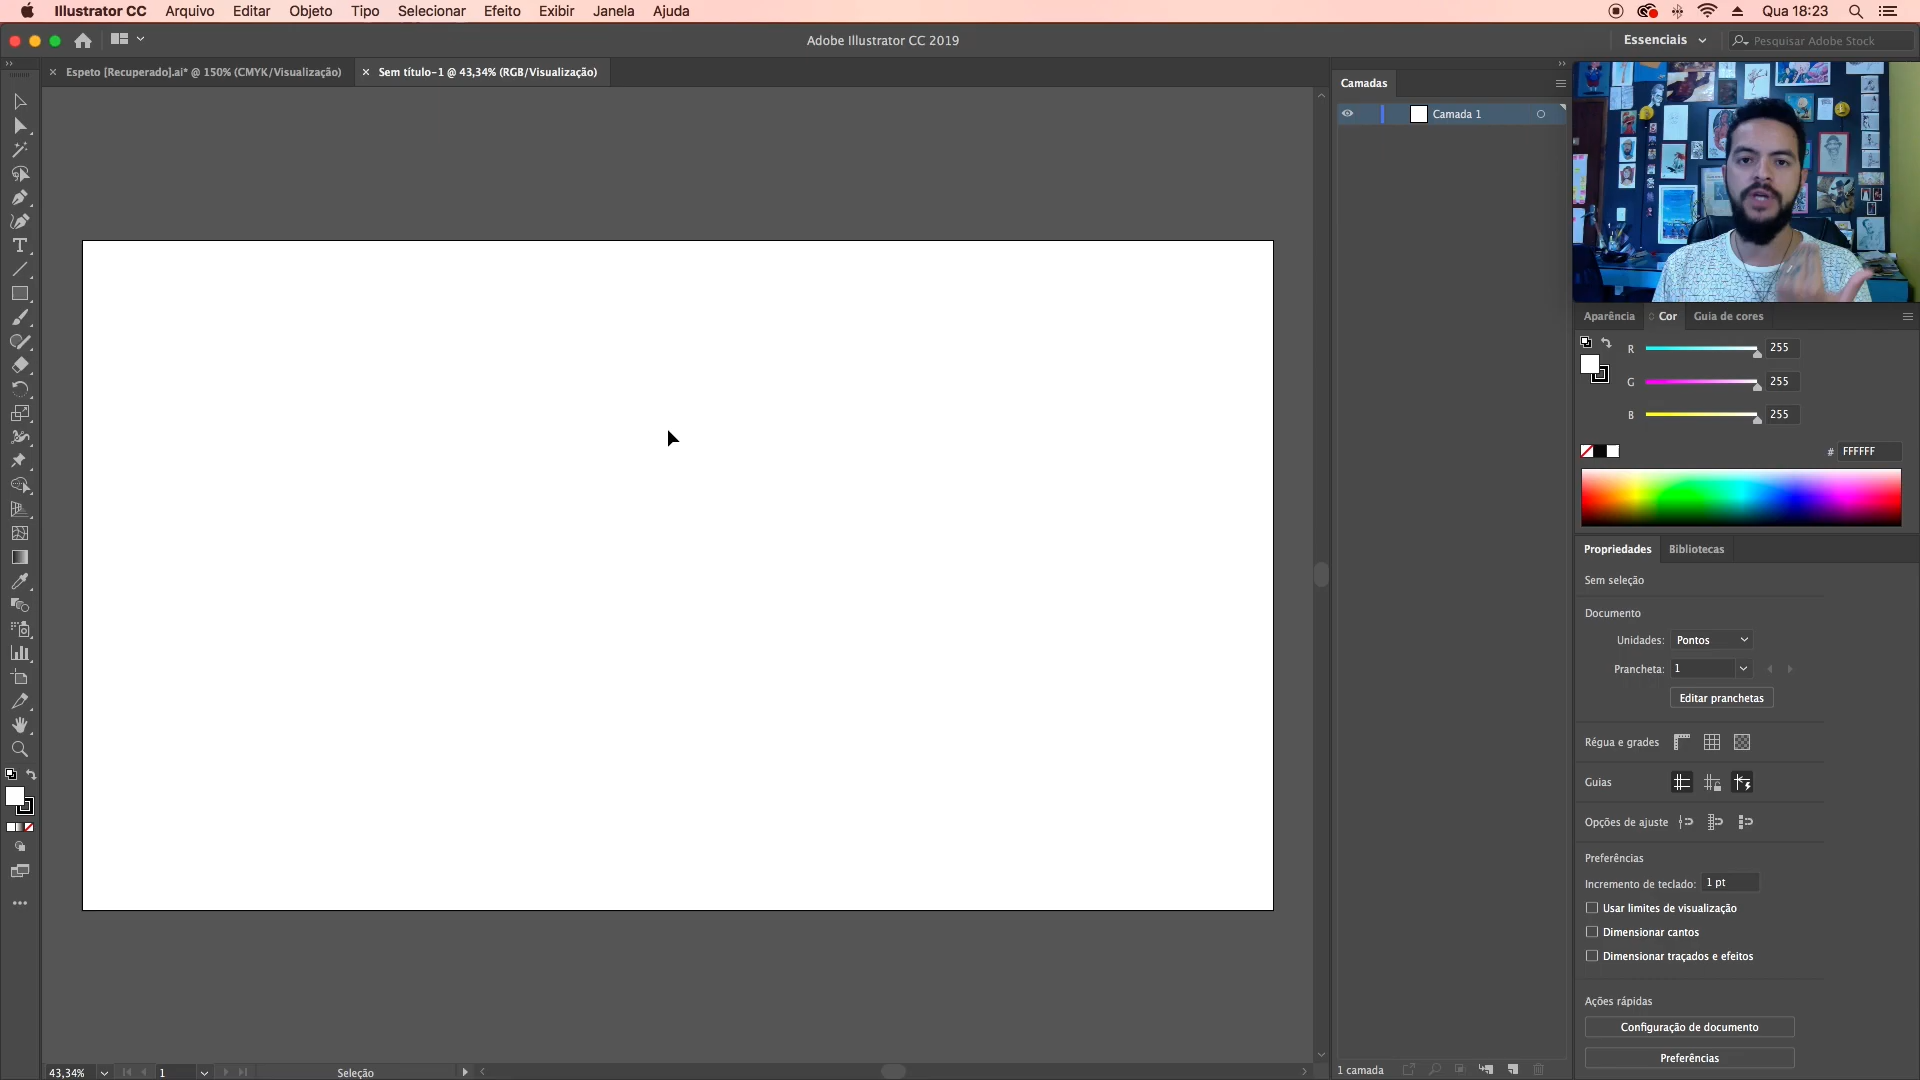 Illustrator CC Arquivo Editar Objeto Tipo Selecionar Efeito Exibir Janela Ajuda Qua 18:23
Adobe Illustrator CC 2019 Essenciais Pesquisar Adobe Stock
Espeto [Recuperado].ai* @ 150% (CMYK/Visualização) Sem título-1 @ 43,34% (RGB/Visualização)
Camadas
Camada 1
Aparência Cor Guia de cores
R 255
G 255
B 255
# FFFFFF
Propriedades Bibliotecas
Sem seleção
Documento
Unidades: Pontos
Prancheta: 1
Editar pranchetas
Régua e grades
Guias
Opções de ajuste
Preferências
Incremento de teclado: 1 pt
Usar limites de visualização
Dimensionar cantos
Dimensionar traçados e efeitos
Ações rápidas
Configuração de documento
Preferências
43,34% 1 Seleção 1 camada